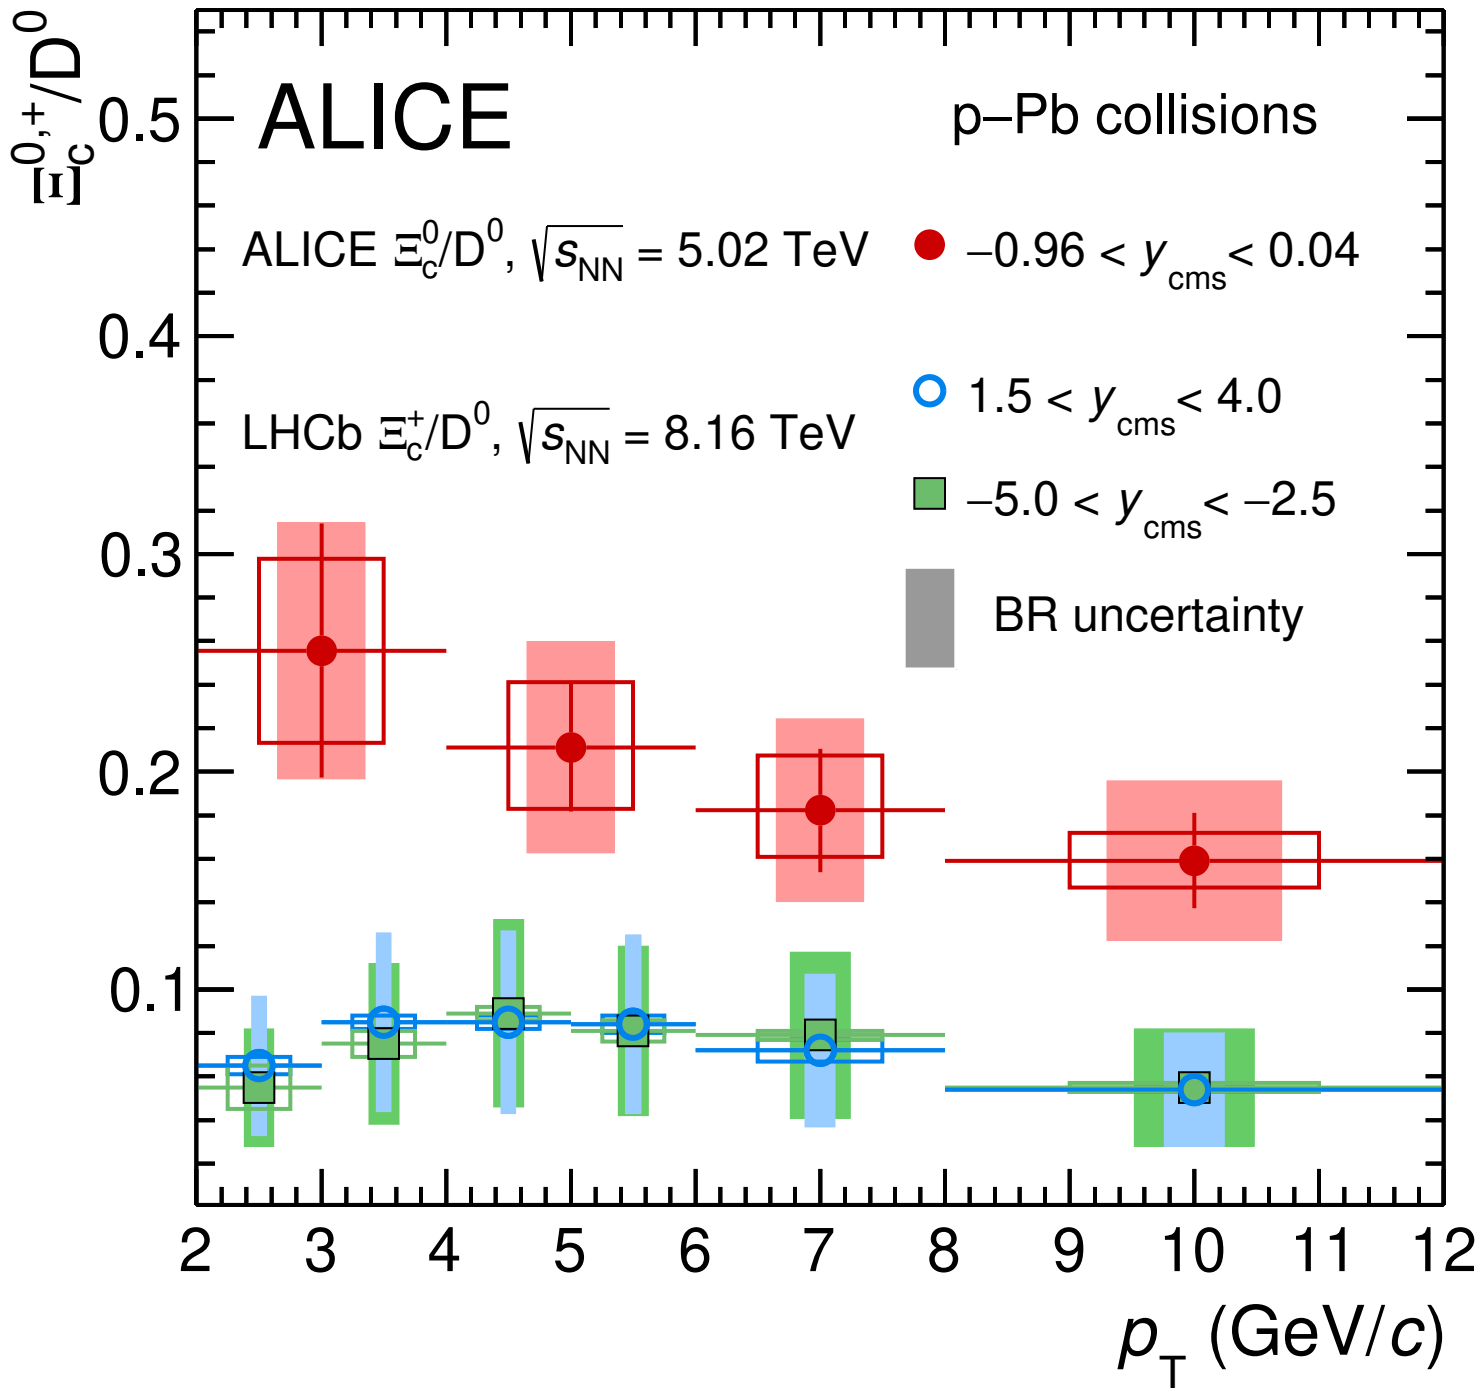 Ξc0,+/D0
ALICE
p–Pb collisions
ALICE Ξc0/D0, √sNN = 5.02 TeV
−0.96 < ycms < 0.04
LHCb Ξc+/D0, √sNN = 8.16 TeV
1.5 < ycms < 4.0
−5.0 < ycms < −2.5
BR uncertainty
0.5
0.4
0.3
0.2
0.1
2 3 4 5 6 7 8 9 10 11 12
pT (GeV/c)